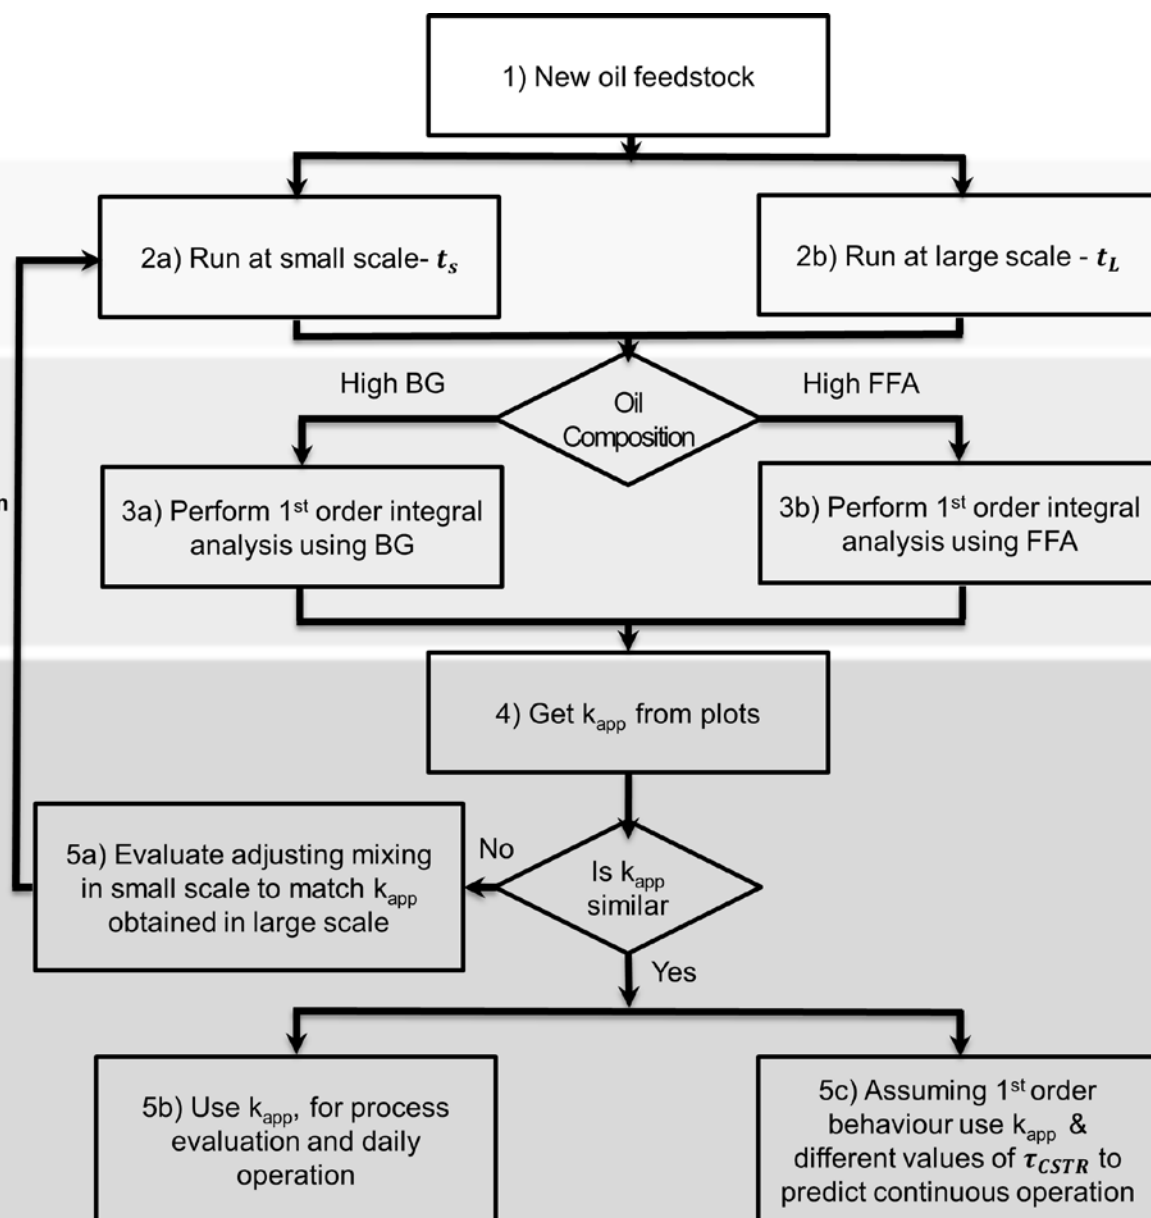 1) New oil feedstock
2a) Run at small scale- tₛ
2b) Run at large scale - t_L
High BG
High FFA
Oil
Composition
3a) Perform 1ˢᵗ order integral
analysis using BG
3b) Perform 1ˢᵗ order integral
analysis using FFA
4) Get k_app from plots
5a) Evaluate adjusting mixing
in small scale to match k_app
obtained in large scale
No
Is k_app
similar
Yes
5b) Use k_app, for process
evaluation and daily
operation
5c) Assuming 1ˢᵗ order
behaviour use k_app &
different values of τ_CSTR to
predict continuous operation